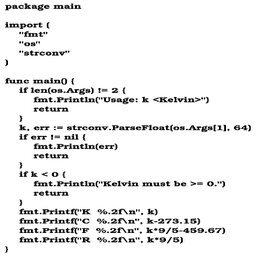 package main
import (
"fmt"
"os"
"strconv"
)
func main() {
if len(os.Args) != 2 {
fmt.Println("Usage: k <Kelvin>")
return
}
k, err := strconv.ParseFloat(os.Args[1], 64)
if err != nil {
fmt.Println(err)
return
}
if k < 0 {
fmt.Println("Kelvin must be >= 0.")
return
}
fmt.Printf("K  %.2f\n", k)
fmt.Printf("C  %.2f\n", k-273.15)
fmt.Printf("F  %.2f\n", k*9/5-459.67)
fmt.Printf("R  %.2f\n", k*9/5)
}